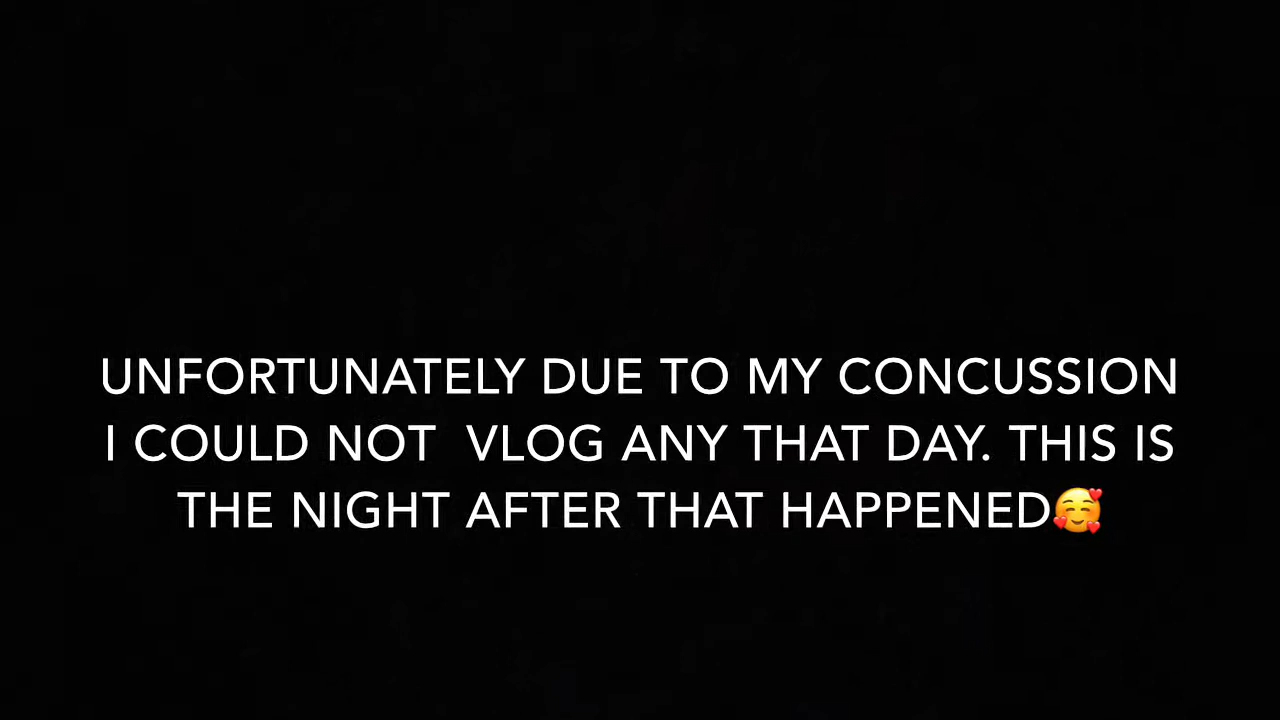 UNFORTUNATELY DUE TO MY CONCUSSION
I COULD NOT  VLOG ANY THAT DAY. THIS IS
THE NIGHT AFTER THAT HAPPENED🥰